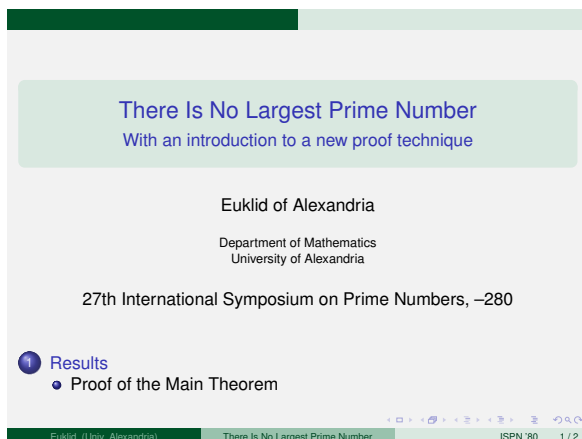 There Is No Largest Prime Number
With an introduction to a new proof technique
Euklid of Alexandria
Department of Mathematics
University of Alexandria
27th International Symposium on Prime Numbers, –280
1 Results
Proof of the Main Theorem
Euklid (Univ. Alexandria) There Is No Largest Prime Number ISPN '80 1 / 2